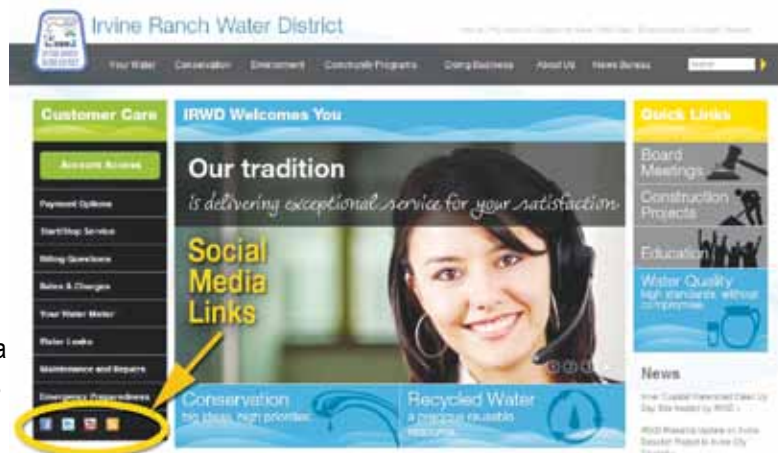 Irvine Ranch Water District
Your Water Conservation Environment Community Programs Doing Business About Us News Bureau
Customer Care
Account Access
Payment Options
Start/Stop Service
Billing Questions
Rates & Charges
Your Water Meter
Water Leaks
Maintenance and Repairs
Emergency Preparedness
IRWD Welcomes You
Our tradition
is delivering exceptional service for your satisfaction
Social
Media
Links
Conservation
big ideas, high priorities
Recycled Water
a precious reusable
resource
Quick Links
Board
Meetings
Construction
Projects
Education
Water Quality
high standards, without
compromise
News
a